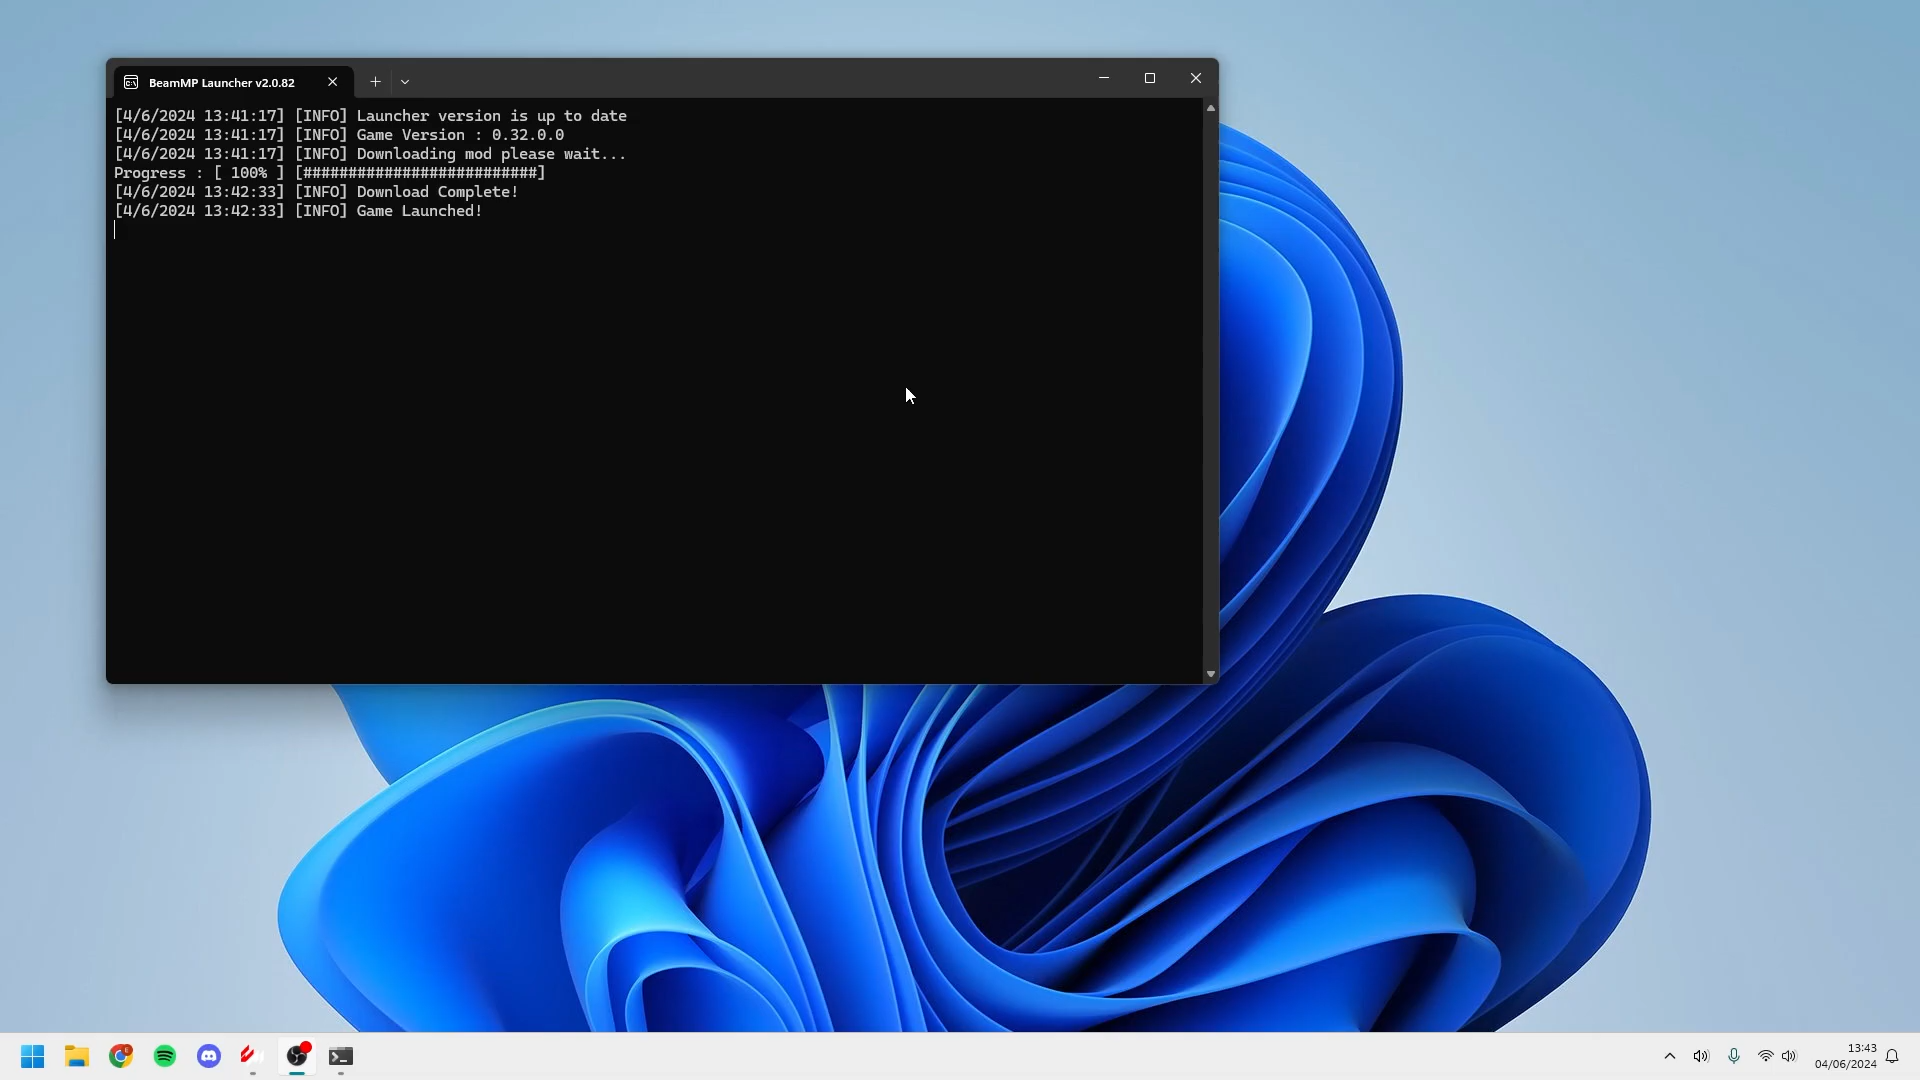 BeamMP Launcher v2.0.82
[4/6/2024 13:41:17] [INFO] Launcher version is up to date
[4/6/2024 13:41:17] [INFO] Game Version : 0.32.0.0
[4/6/2024 13:41:17] [INFO] Downloading mod please wait...
Progress : [ 100% ] [##########################]
[4/6/2024 13:42:33] [INFO] Download Complete!
[4/6/2024 13:42:33] [INFO] Game Launched!
13:43
04/06/2024